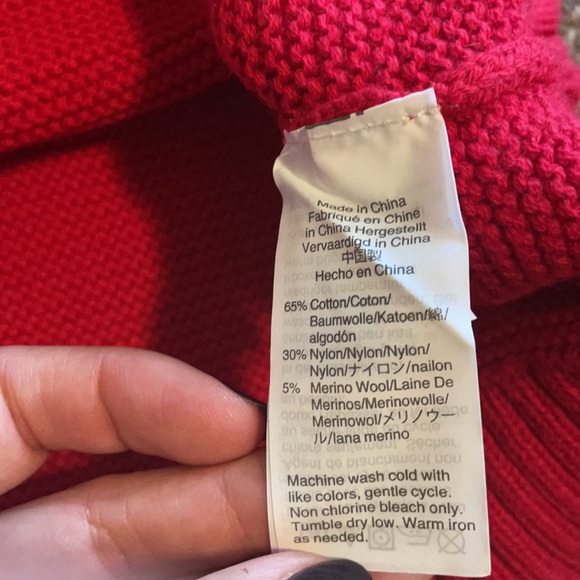 Made in China
Fabriqué en Chine
in China Hergestellt
Vervaardigd in China
中国製
Hecho en China
65% Cotton/Coton/
Baumwolle/Katoen/綿/
algodón
30% Nylon/Nylon/Nylon/
Nylon/ナイロン/nailon
5% Merino Wool/Laine De
Merinos/Merinowolle/
Merinowol/メリノウー
ル/lana merino
Machine wash cold with
like colors, gentle cycle.
Non chlorine bleach only.
Tumble dry low. Warm iron
as needed.